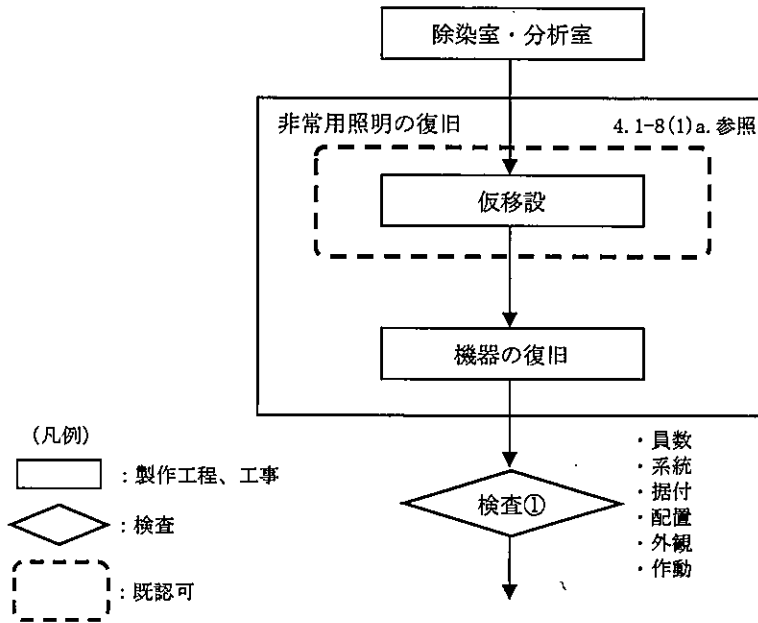 除染室・分析室
非常用照明の復旧
4.1-8(1)a.参照
仮移設
機器の復旧
検査①
・員数
・系統
・据付
・配置
・外観
・作動
(凡例)
：製作工程、工事
：検査
：既認可